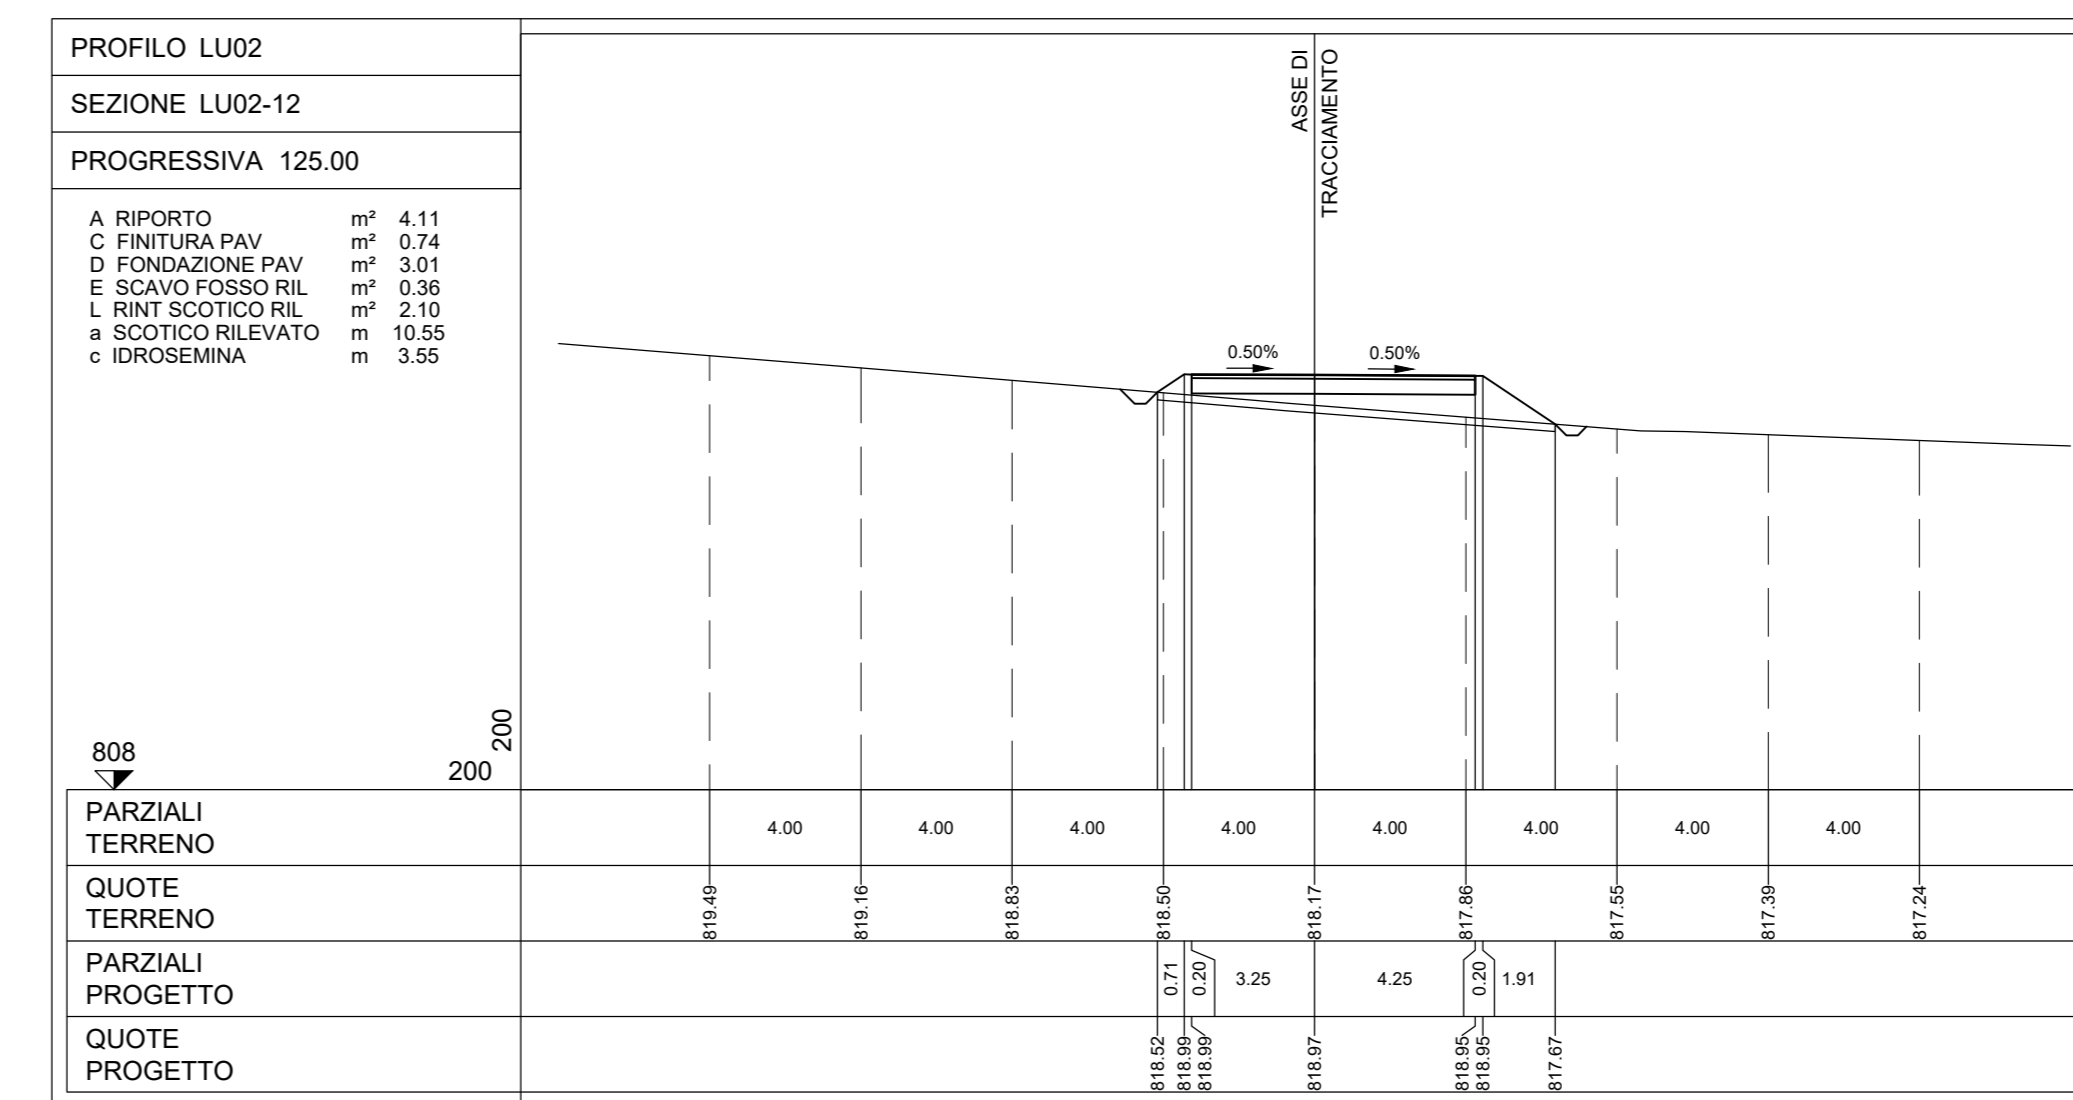 PROFILO LU02
SEZIONE LU02-12
PROGRESSIVA 125.00
A RIPORTO m² 4.11
C FINITURA PAV m² 0.74
D FONDAZIONE PAV m² 3.01
E SCAVO FOSSO RIL m² 0.36
L RINT SCOTICO RIL m² 2.10
a SCOTICO RILEVATO m 10.55
c IDROSEMINA m 3.55
ASSE DI
TRACCIAMENTO
0.50% 0.50%
808
200
200
PARZIALI
TERRENO
4.00 4.00 4.00 4.00 4.00 4.00 4.00 4.00
QUOTE
TERRENO
819.49 819.16 818.83 818.50 818.17 817.86 817.55 817.39 817.24
PARZIALI
PROGETTO
0.71 0.20 3.25 4.25 0.20 1.91
QUOTE
PROGETTO
818.52 818.99 818.99 818.97 818.95 818.95 817.67